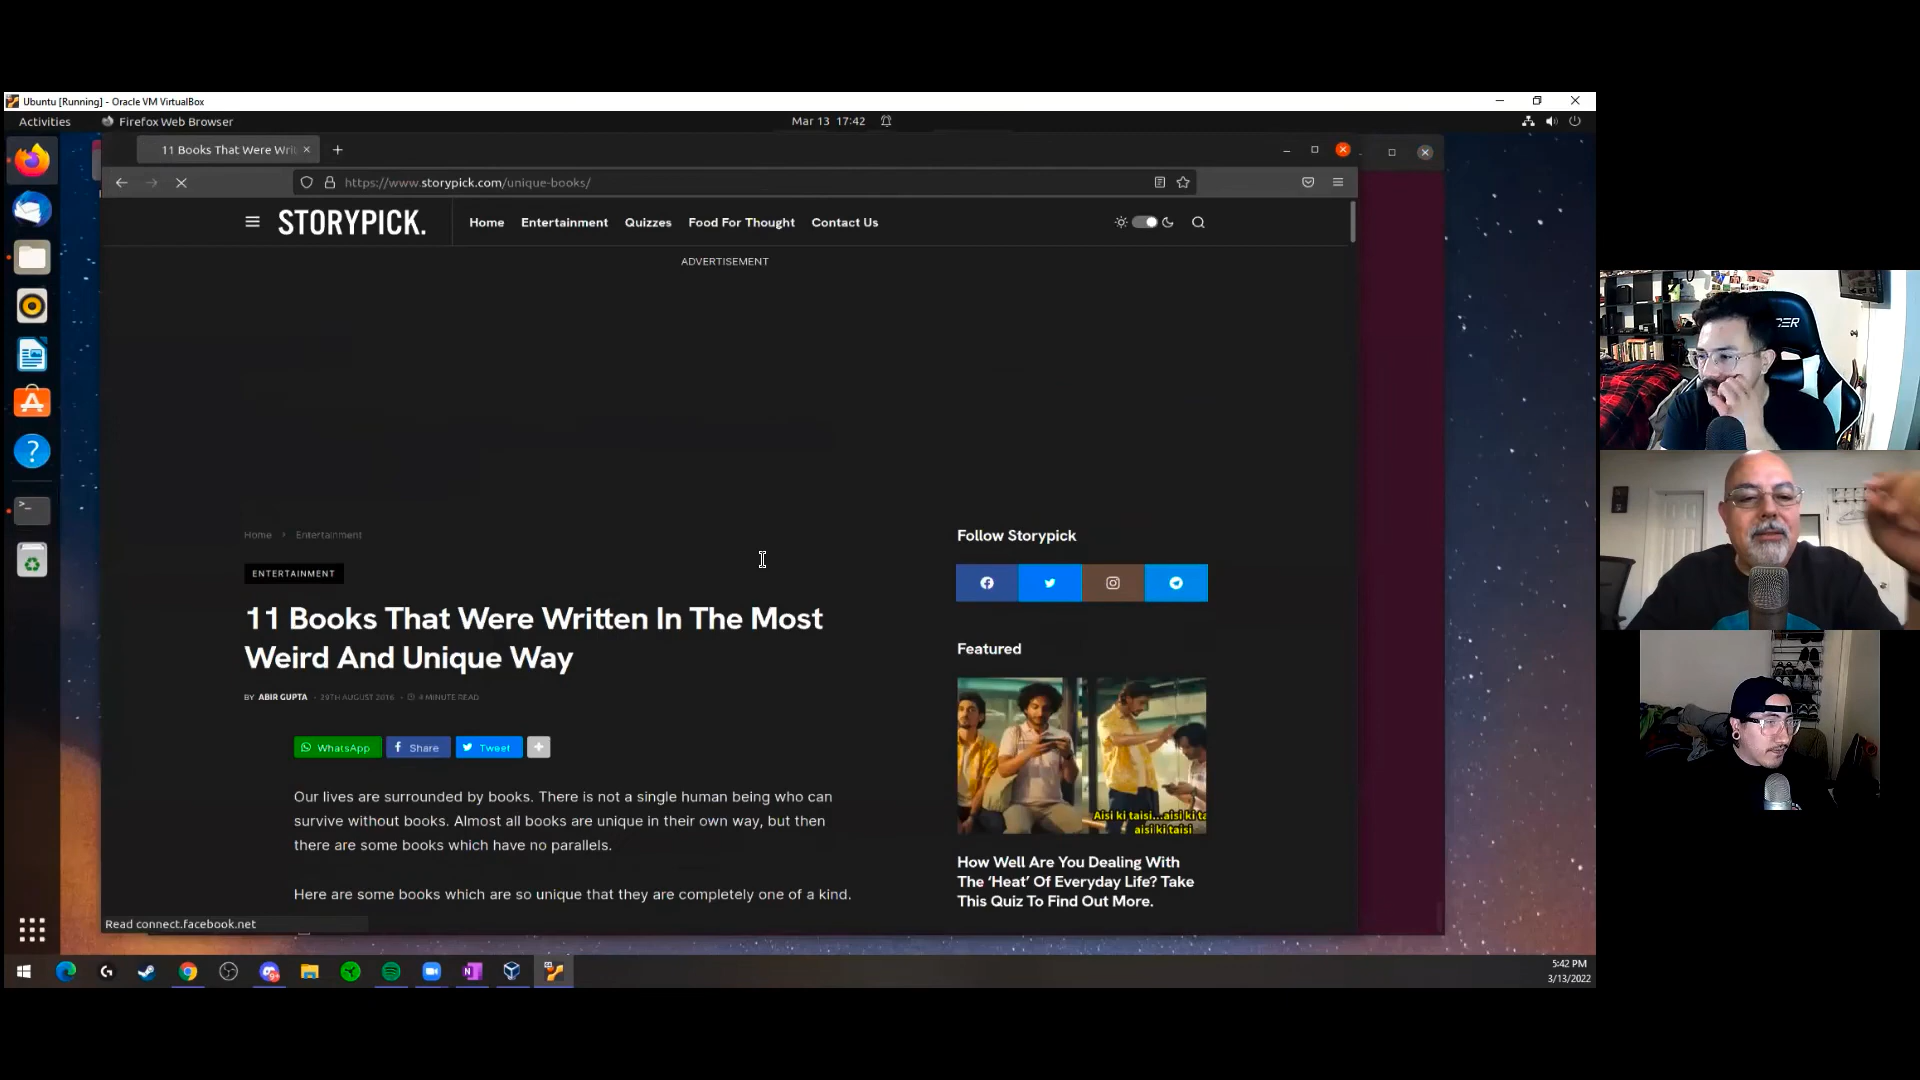 Ubuntu [Running] - Oracle VM VirtualBox
Activities
Firefox Web Browser
Mar 13 17:42
11 Books That Were Wri
https://www.storypick.com/unique-books/
STORYPICK.
Home
Entertainment
Quizzes
Food For Thought
Contact Us
ADVERTISEMENT
Home > Entertainment
ENTERTAINMENT
11 Books That Were Written In The Most
Weird And Unique Way
BY ABIR GUPTA - 29TH AUGUST 2016 - 4 MINUTE READ
WhatsApp
Share
Tweet
Our lives are surrounded by books. There is not a single human being who can
survive without books. Almost all books are unique in their own way, but then
there are some books which have no parallels.
Here are some books which are so unique that they are completely one of a kind.
Follow Storypick
Featured
Aisi ki taisi...aisi ki ta
aisi ki taisi
How Well Are You Dealing With
The ‘Heat’ Of Everyday Life? Take
This Quiz To Find Out More.
Read connect.facebook.net
5:42 PM
3/13/2022